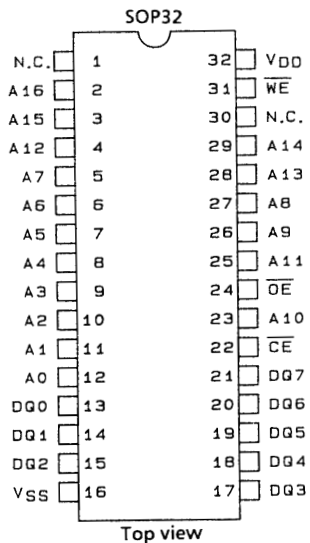 SOP32
N.C. 1 32 VDD
A16 2 31 W̅E̅
A15 3 30 N.C.
A12 4 29 A14
A7 5 28 A13
A6 6 27 A8
A5 7 26 A9
A4 8 25 A11
A3 9 24 O̅E̅
A2 10 23 A10
A1 11 22 C̅E̅
A0 12 21 DQ7
DQ0 13 20 DQ6
DQ1 14 19 DQ5
DQ2 15 18 DQ4
VSS 16 17 DQ3
Top view